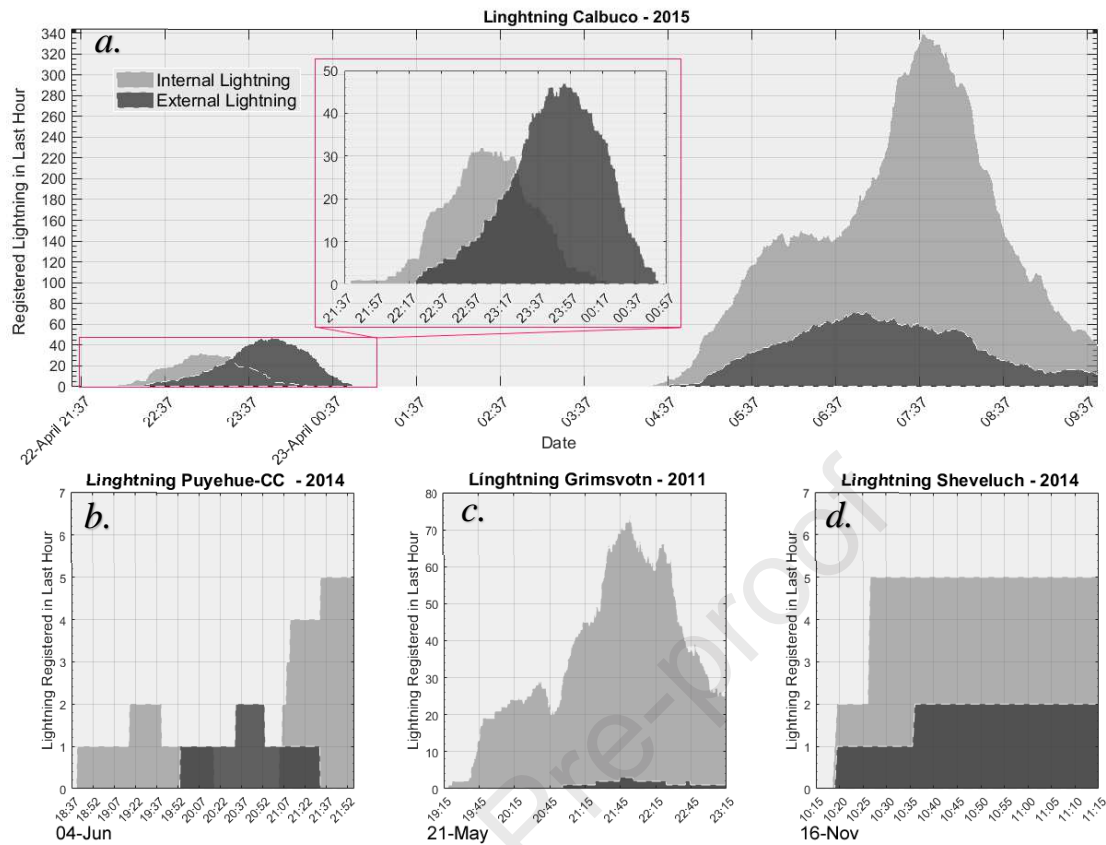 Linghtning Calbuco - 2015
a.
Registered Lightning in Last Hour
340
320
300
280
260
240
220
200
180
160
140
120
100
80
60
40
20
0
Internal Lightning
External Lightning
50
40
30
20
10
0
21:37 21:57 22:17 22:37 22:57 23:17 23:37 23:57 00:17 00:37 00:57
22-April 21:37 22:37 23:37 23-April 00:37 01:37 02:37 03:37 04:37 05:37 06:37 07:37 08:37 09:37
Date
Linghtning Puyehue-CC - 2014
b.
Lightning Registered in Last Hour
7
6
5
4
3
2
1
0
18:37 18:52 19:07 19:22 19:37 19:52 20:07 20:22 20:37 20:52 21:07 21:22 21:37 21:52
04-Jun
Linghtning Grimsvotn - 2011
c.
Lightning Registered in Last Hour
80
70
60
50
40
30
20
10
0
19:15 19:45 20:15 20:45 21:15 21:45 22:15 22:45 23:15
21-May
Linghtning Sheveluch - 2014
d.
Lightning Registered in Last Hour
7
6
5
4
3
2
1
0
10:15 10:20 10:25 10:30 10:35 10:40 10:45 10:50 10:55 11:00 11:05 11:10 11:15
16-Nov
Pre-proof